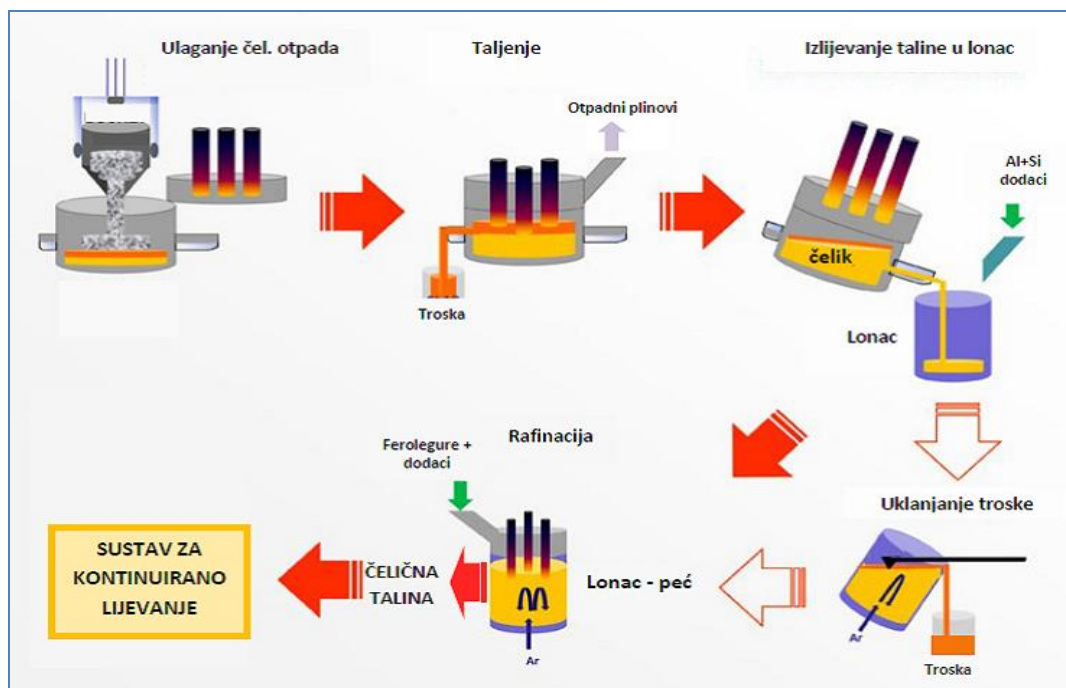 Ulaganje čel. otpada
Taljenje
Izlijevanje taline u lonac
Otpadni plinovi
Al+Si
dodaci
čelik
Troska
Lonac
Rafinacija
Ferolegure +
dodaci
Uklanjanje troske
SUSTAV ZA
KONTINUIRANO
LIJEVANJE
ČELIČNA
TALINA
Lonac - peć
Ar
Ar
Troska